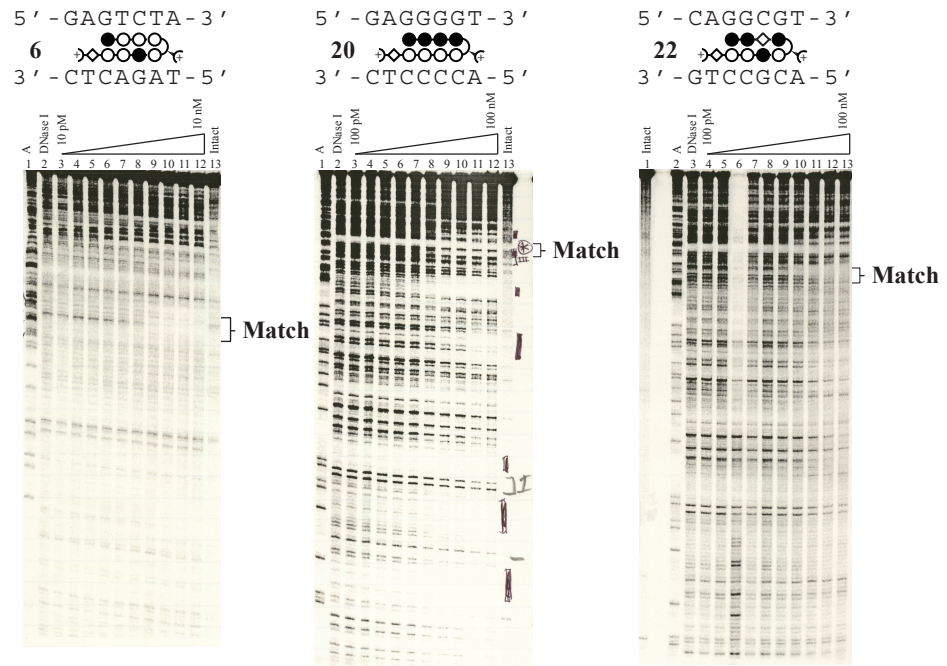 5'-GAGTCTA-3'
6
3'-CTCAGAT-5'
A
DNase I
10 pM
10 nM
Intact
1 2 3 4 5 6 7 8 9 10 11 12 13
Match
5'-GAGGGGT-3'
20
3'-CTCCCCA-5'
A
DNase I
100 pM
100 nM
Intact
1 2 3 4 5 6 7 8 9 10 11 12 13
Match
5'-CAGGCGT-3'
22
3'-GTCCGCA-5'
Intact
A
DNase I
100 pM
100 nM
1 2 3 4 5 6 7 8 9 10 11 12 13
Match